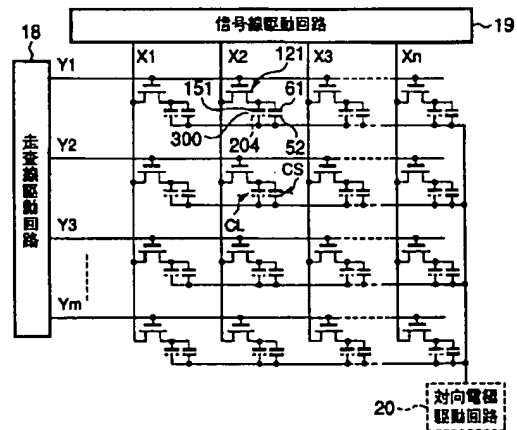 信号線駆動回路
19
18
X1 X2 X3 Xn
Y1
121
151
61
300
204
52
走査線駆動回路
Y2
CS
CL
Y3
Ym
20
対向電極
駆動回路